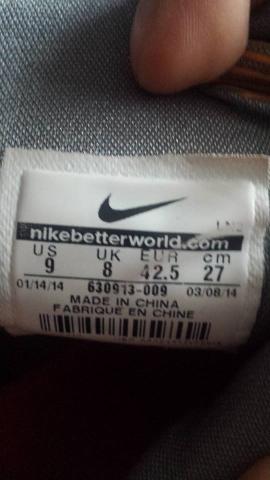 nikebetterworld.com
US UK EUR cm
9 8 42.5 27
01/14/14 630913-009 03/08/14
MADE IN CHINA
FABRIQUE EN CHINE